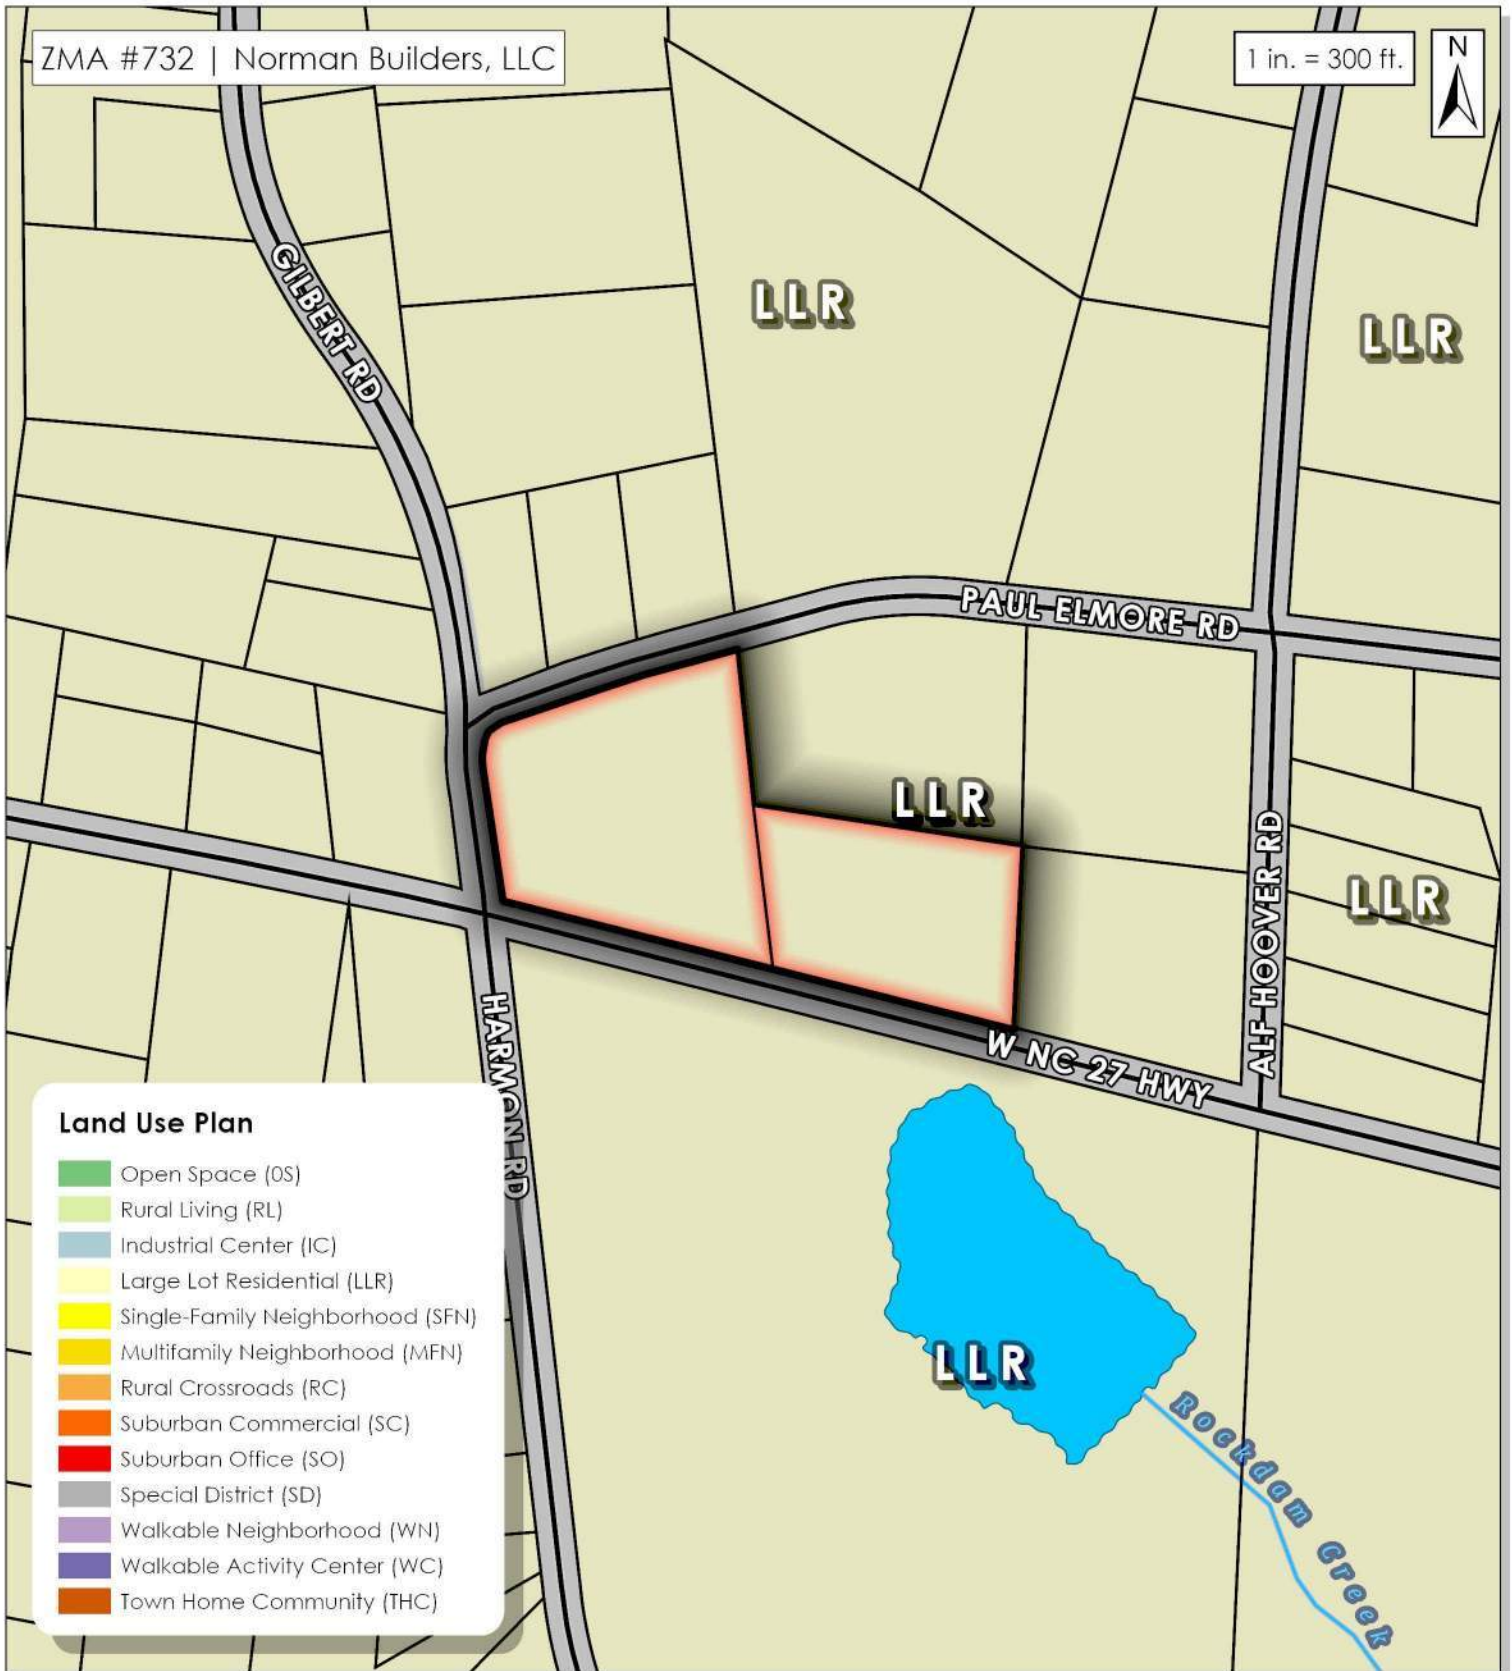 ZMA #732 | Norman Builders, LLC
1 in. = 300 ft.
N
GILBERT RD
LLR
LLR
PAUL ELMORE RD
LLR
LLR
ALF HOOVER RD
W NC 27 HWY
HARMON RD
LLR
Rockdam Creek
Land Use Plan
Open Space (0S)
Rural Living (RL)
Industrial Center (IC)
Large Lot Residential (LLR)
Single-Family Neighborhood (SFN)
Multifamily Neighborhood (MFN)
Rural Crossroads (RC)
Suburban Commercial (SC)
Suburban Office (SO)
Special District (SD)
Walkable Neighborhood (WN)
Walkable Activity Center (WC)
Town Home Community (THC)